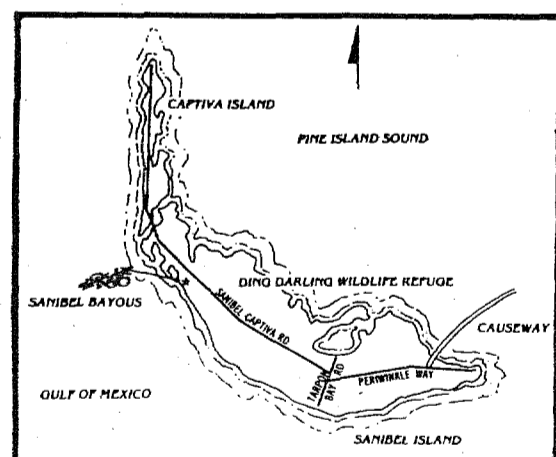 CAPTIVA ISLAND
PINE ISLAND SOUND
DING DARLING WILDLIFE REFUGE
SANIBEL BAYOUS
SANIBEL CAPTIVA RD
CAUSEWAY
PERIWINKLE WAY
TARPON
BAY RD
GULF OF MEXICO
SANIBEL ISLAND